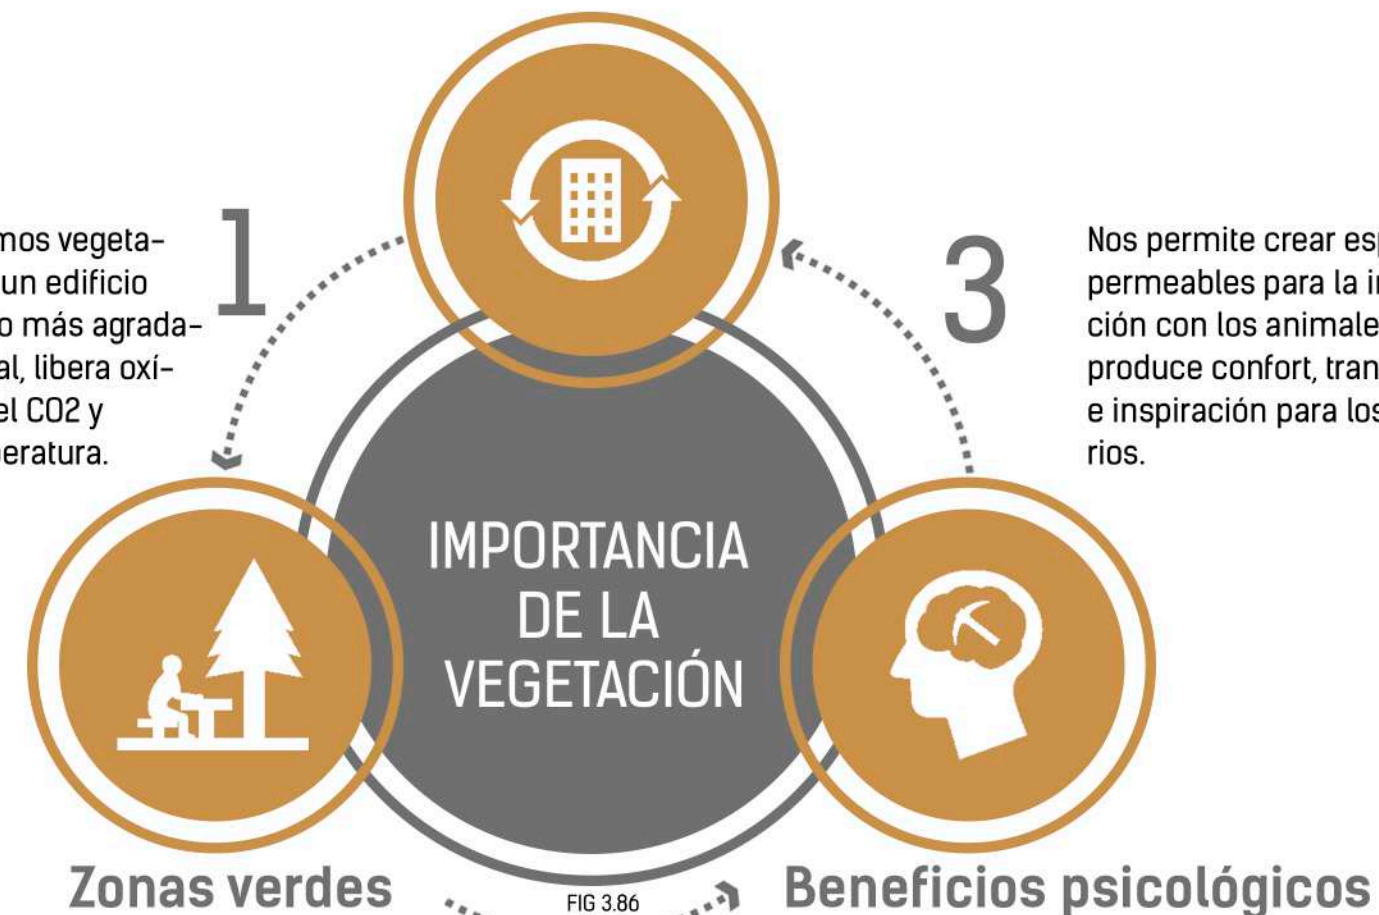 1
mos vegeta-
un edificio
o más agrada-
al, libera oxí-
el CO2 y
peratura.
3
Nos permite crear esp
permeables para la in
ción con los animale
produce confort, tran
e inspiración para los
rios.
IMPORTANCIA
DE LA
VEGETACIÓN
Zonas verdes
FIG 3.86
Beneficios psicológicos